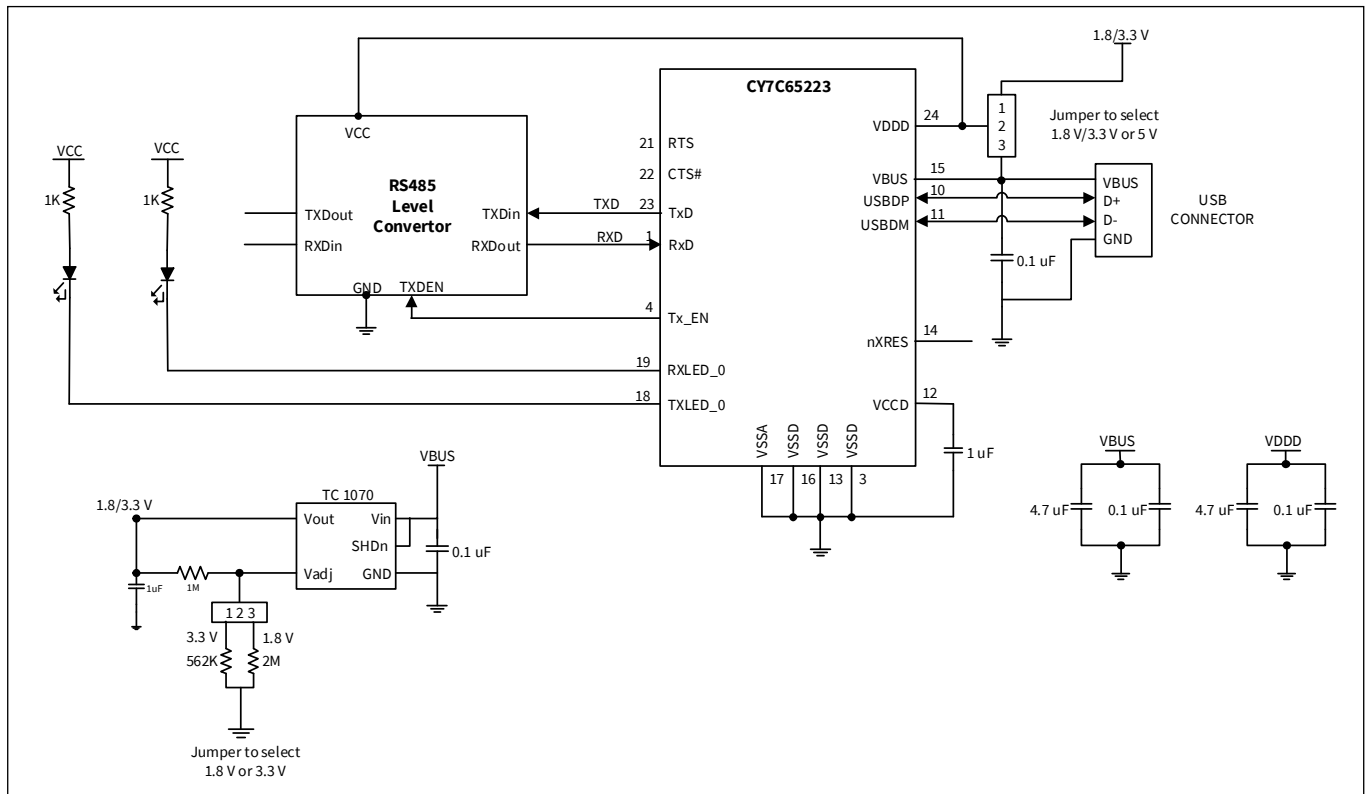 1.8/3.3 V
CY7C65223
1
2
3
Jumper to select
1.8 V/3.3 V or 5 V
24
VDDD
VCC
21 RTS
22 CTS#
VCC
VCC
1K
1K
RS485
Level
Convertor
TXDout
RXDin
TXDin
RXDout
TXD
RXD
23 TxD
1 RxD
GND
TXDEN
4 Tx_EN
19 RXLED_0
18 TXLED_0
VBUS 15
USBDP 10
USBDM 11
VBUS
D+
D-
GND
USB
CONNECTOR
0.1 uF
nXRES 14
VCCD 12
1 uF
VSSA
VSSD
VSSD
VSSD
17
16
13
3
VBUS
4.7 uF
0.1 uF
VDDD
4.7 uF
0.1 uF
VBUS
1.8/3.3 V
TC 1070
Vout
Vin
SHDn
Vadj
GND
0.1 uF
1uF
1M
1 2 3
3.3 V
1.8 V
562K
2M
Jumper to select
1.8 V or 3.3 V